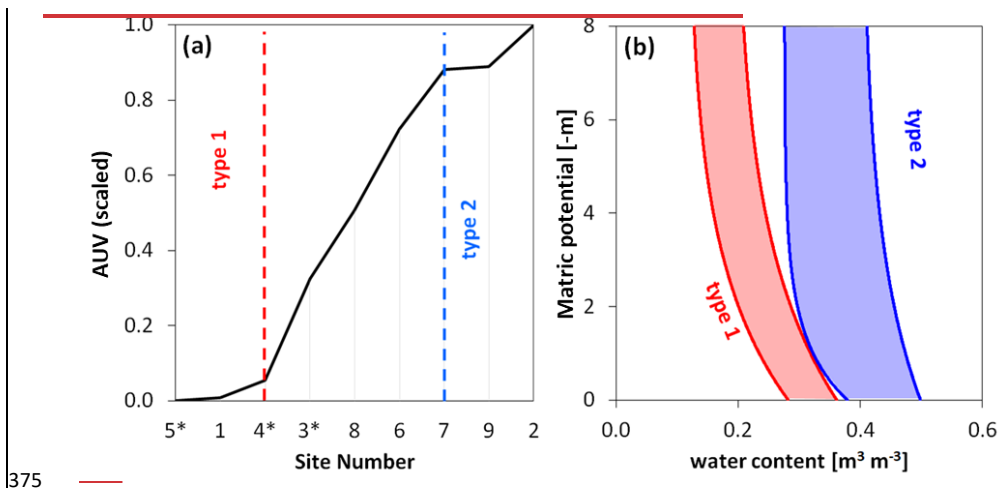 (a)
AUV (scaled)
1.0
0.8
0.6
0.4
0.2
0.0
type 1
type 2
5* 1 4* 3* 8 6 7 9 2
Site Number
(b)
Matric potential [-m]
8
6
4
2
0
type 1
type 2
0.0 0.2 0.4 0.6
water content [m³ m⁻³]
375